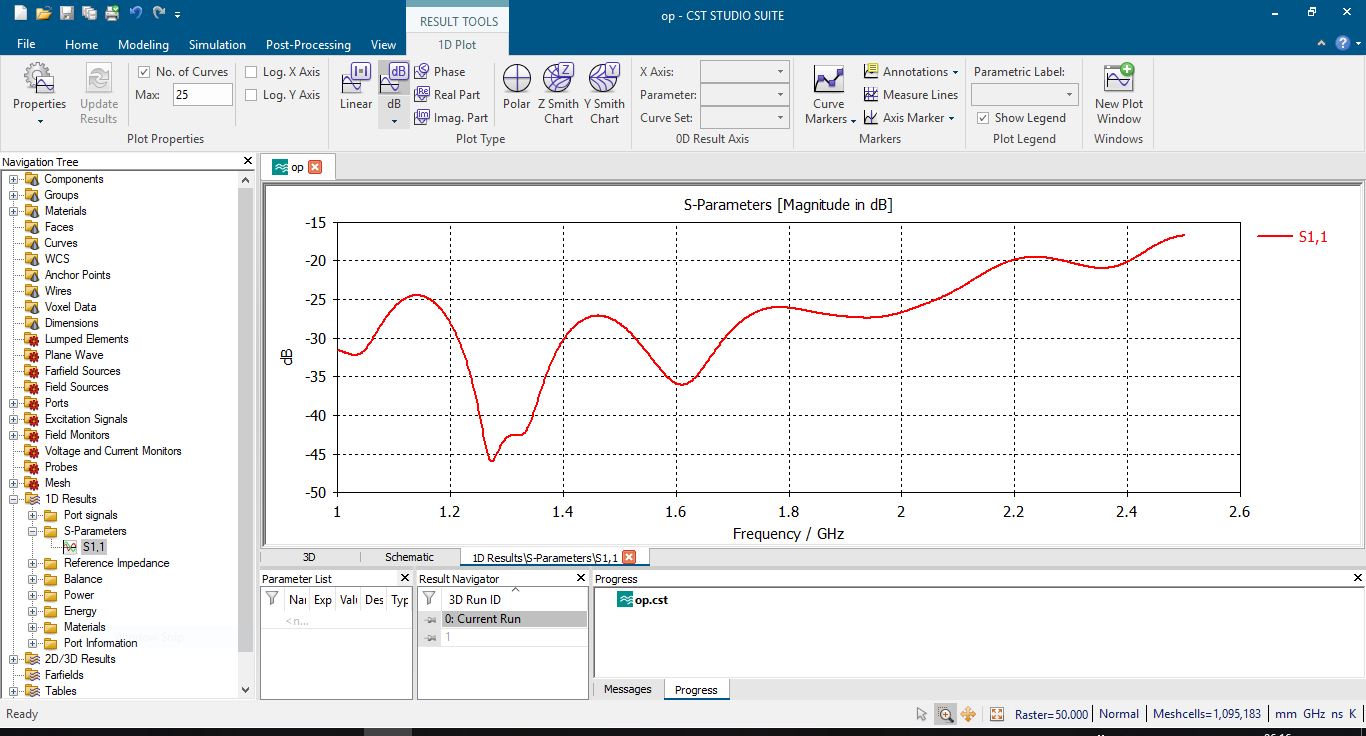 op - CST STUDIO SUITE
RESULT TOOLS
File Home Modeling Simulation Post-Processing View 1D Plot
Properties
Update Results
No. of Curves
Max: 25
Log. X Axis
Log. Y Axis
Plot Properties
Linear
dB
Phase
Real Part
Imag. Part
Polar
Z Smith Chart
Y Smith Chart
Plot Type
X Axis:
Parameter:
Curve Set:
0D Result Axis
Curve Markers
Annotations
Measure Lines
Axis Marker
Markers
Parametric Label:
Show Legend
Plot Legend
New Plot Window
Windows
Navigation Tree
Components
Groups
Materials
Faces
Curves
WCS
Anchor Points
Wires
Voxel Data
Dimensions
Lumped Elements
Plane Wave
Farfield Sources
Field Sources
Ports
Excitation Signals
Field Monitors
Voltage and Current Monitors
Probes
Mesh
1D Results
Port signals
S-Parameters
S1,1
Reference Impedance
Balance
Power
Energy
Materials
Port Information
2D/3D Results
Farfields
Tables
op
S-Parameters [Magnitude in dB]
-15
-20
-25
-30
-35
-40
-45
-50
dB
1 1.2 1.4 1.6 1.8 2 2.2 2.4 2.6
Frequency / GHz
S1,1
3D Schematic 1D Results\S-Parameters\S1,1
Parameter List
Nai Exp Valu Des Typ
<n...
Result Navigator
3D Run ID
0: Current Run
1
Progress
op.cst
Messages Progress
Ready
Raster=50.000 Normal Meshcells=1,095,183 mm GHz ns K